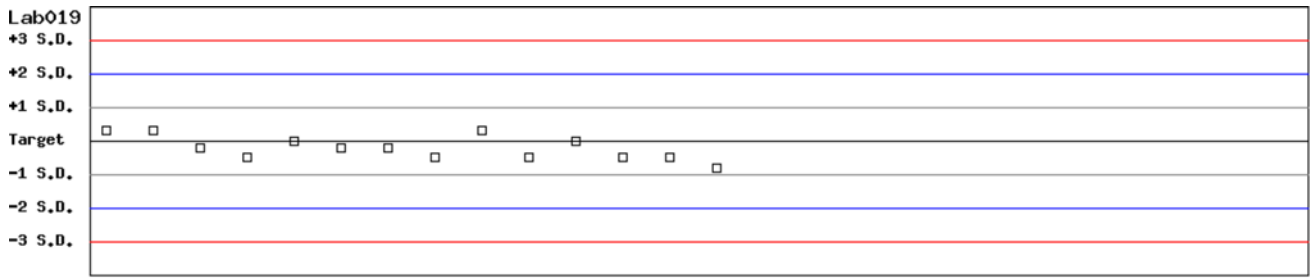 Lab019
+3 S.D.
+2 S.D.
+1 S.D.
Target
-1 S.D.
-2 S.D.
-3 S.D.